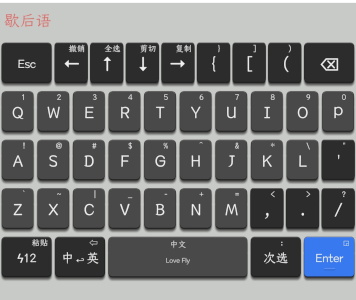 歇后语
撤销 全选 剪切 复制 } ] )
Esc ← ↑ ↓ → { [ (
1 2 3 4 5 6 7 8 9 0
Q W E R T Y U I O P
! @ # $ % ^ & * \ "
A S D F G H J K L '
` ~ | _ - + = < > ?
Z X C V B N M , . /
粘贴 中文 :
412 中 英 Love Fly 次选 Enter